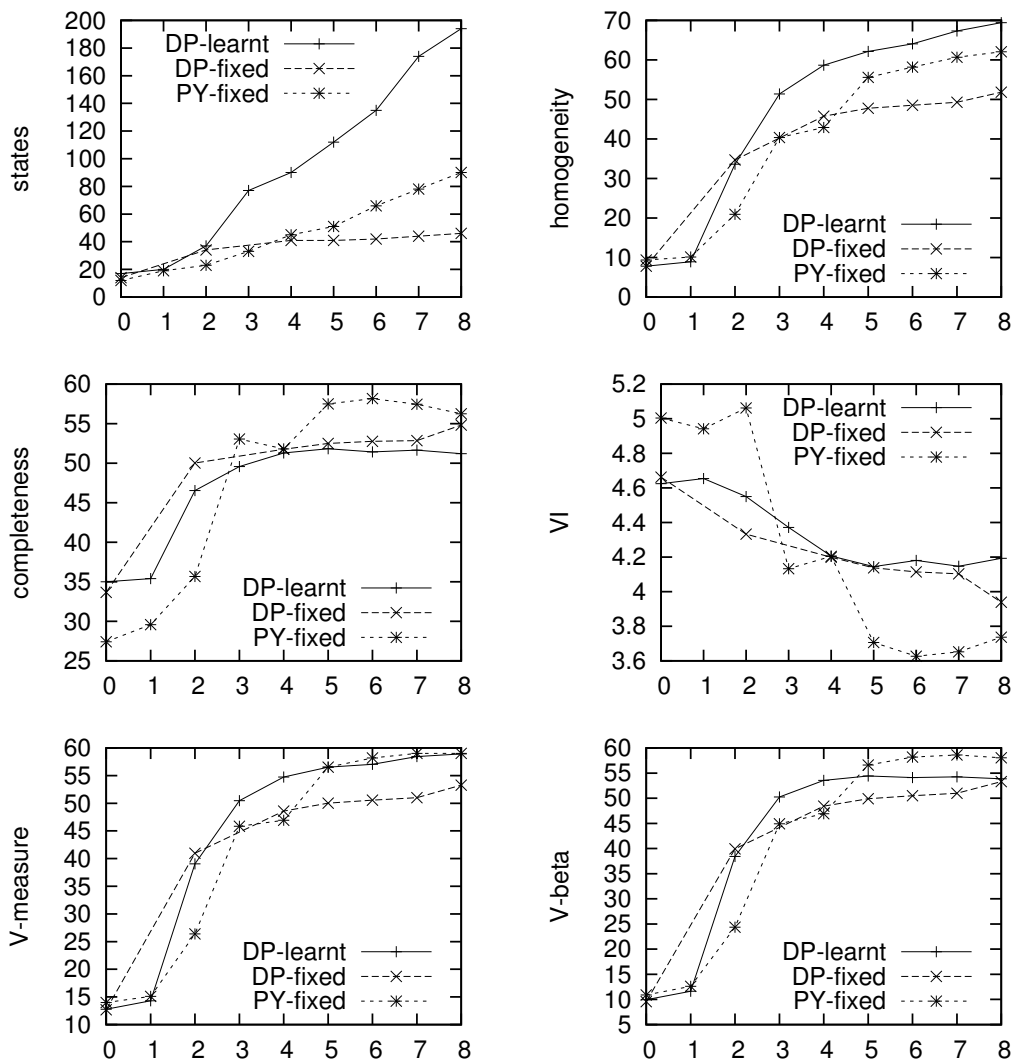 states
200
180
160
140
120
100
80
60
40
20
0
0 1 2 3 4 5 6 7 8
DP-learnt
DP-fixed
PY-fixed
homogeneity
70
60
50
40
30
20
10
0
0 1 2 3 4 5 6 7 8
DP-learnt
DP-fixed
PY-fixed
completeness
60
55
50
45
40
35
30
25
0 1 2 3 4 5 6 7 8
DP-learnt
DP-fixed
PY-fixed
VI
5.2
5
4.8
4.6
4.4
4.2
4
3.8
3.6
0 1 2 3 4 5 6 7 8
DP-learnt
DP-fixed
PY-fixed
V-measure
60
55
50
45
40
35
30
25
20
15
10
0 1 2 3 4 5 6 7 8
DP-learnt
DP-fixed
PY-fixed
V-beta
60
55
50
45
40
35
30
25
20
15
10
5
0 1 2 3 4 5 6 7 8
DP-learnt
DP-fixed
PY-fixed